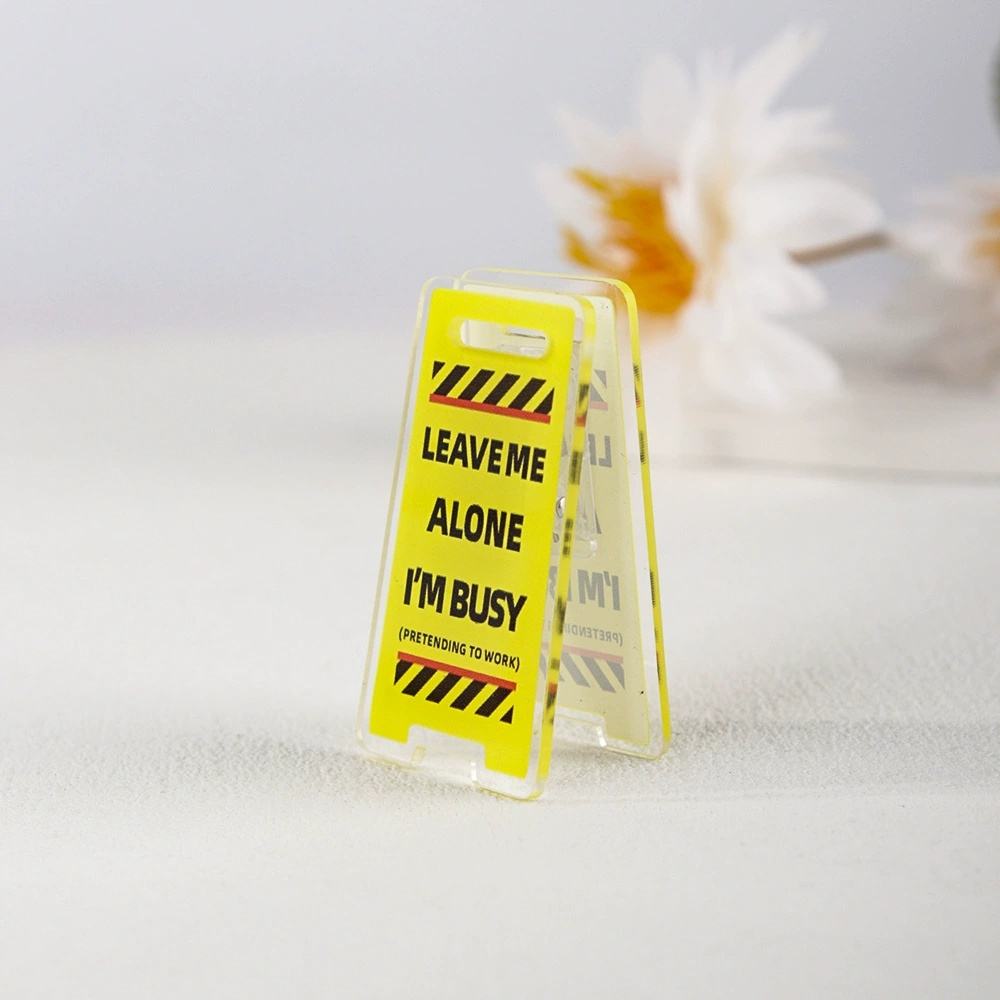 LEAVE ME
ALONE
I'M BUSY
(PRETENDING TO WORK)